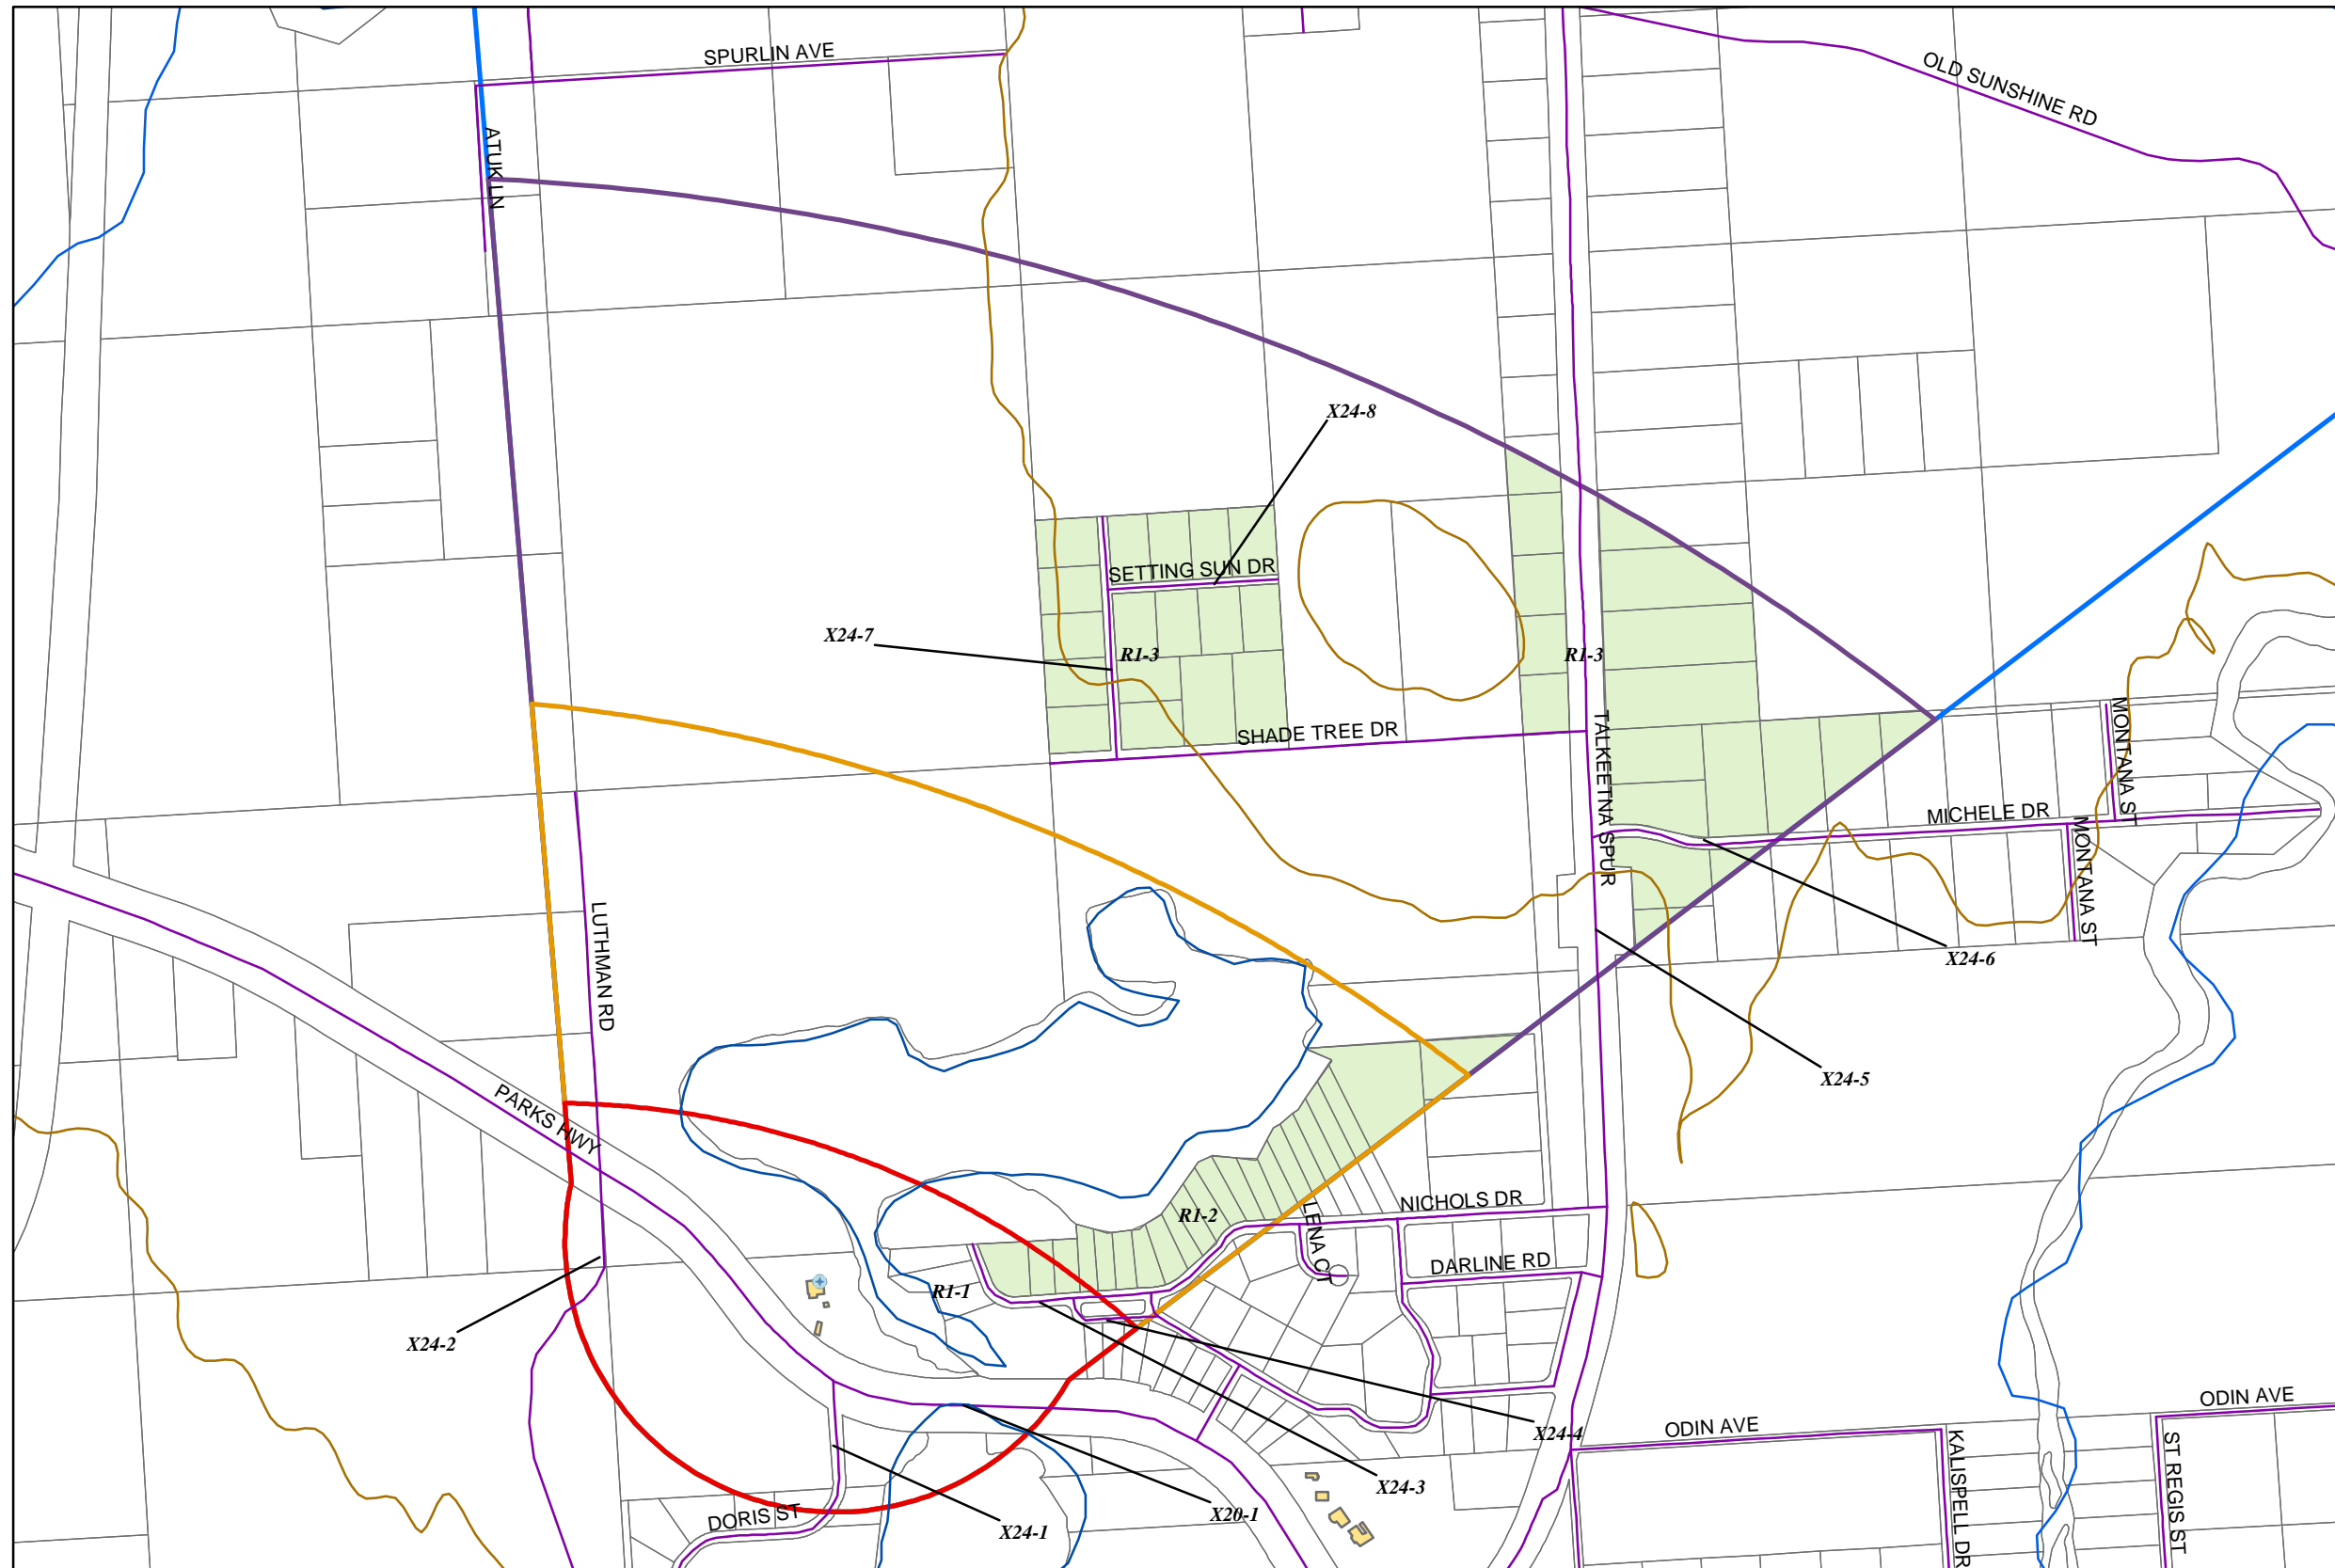 SPURLIN AVE
OLD SUNSHINE RD
ATUK LN
X24-8
SETTING SUN DR
X24-7
R1-3
R1-3
SHADE TREE DR
TALKEETNA SPUR
MONTANA ST
MICHELE DR
MONTANA ST
LUTHMAN RD
X24-6
X24-5
PARKS HWY
NICHOLS DR
R1-2
LENA CT
DARLINE RD
R1-1
X24-2
ODIN AVE
ODIN AVE
X24-4
KALISPELL DR
ST REGIS ST
X24-3
X20-1
DORIS ST
X24-1